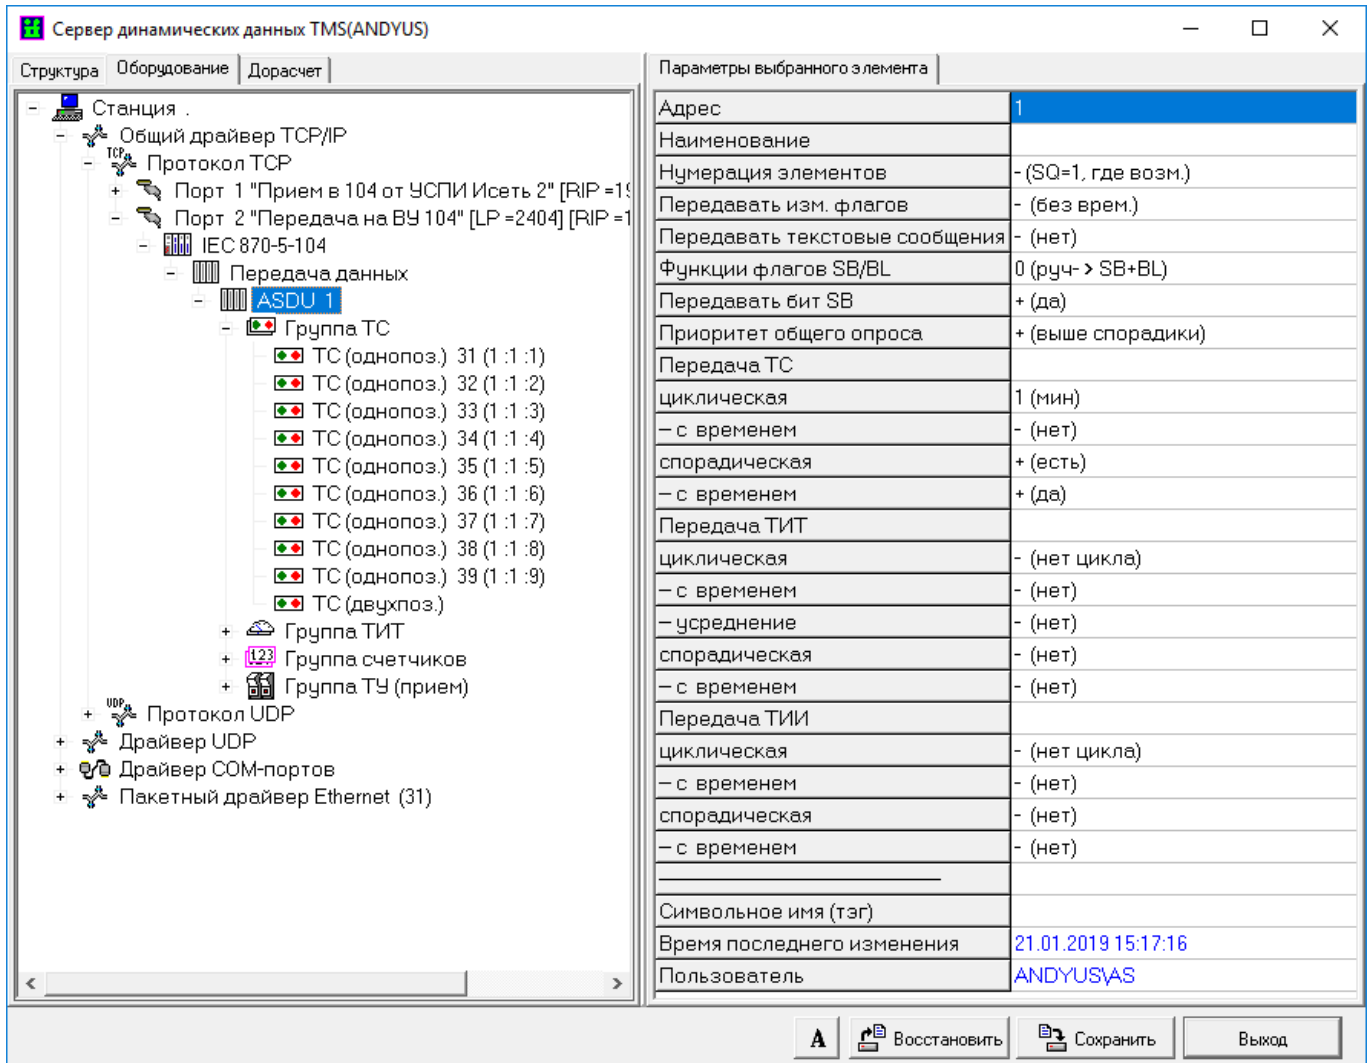 Сервер динамических данных TMS(ANDYUS)
Структура Оборудование Дорасчет
Станция .
Общий драйвер TCP/IP
TCP Протокол TCP
Порт 1 "Прием в 104 от УСПИ Исеть 2" [RIP =19
Порт 2 "Передача на ВУ 104" [LP =2404] [RIP =1
IEC 870-5-104
Передача данных
ASDU 1
Группа ТС
ТС (однопоз.) 31 (1 :1 :1)
ТС (однопоз.) 32 (1 :1 :2)
ТС (однопоз.) 33 (1 :1 :3)
ТС (однопоз.) 34 (1 :1 :4)
ТС (однопоз.) 35 (1 :1 :5)
ТС (однопоз.) 36 (1 :1 :6)
ТС (однопоз.) 37 (1 :1 :7)
ТС (однопоз.) 38 (1 :1 :8)
ТС (однопоз.) 39 (1 :1 :9)
ТС (двухпоз.)
Группа ТИТ
123 Группа счетчиков
Группа ТУ (прием)
UDP Протокол UDP
Драйвер UDP
Драйвер COM-портов
Пакетный драйвер Ethernet (31)
Параметры выбранного элемента
Адрес 1
Наименование
Нумерация элементов - (SQ=1, где возм.)
Передавать изм. флагов - (без врем.)
Передавать текстовые сообщения - (нет)
Функции флагов SB/BL 0 (руч-> SB+BL)
Передавать бит SB + (да)
Приоритет общего опроса + (выше спорадики)
Передача ТС
циклическая 1 (мин)
— с временем - (нет)
спорадическая + (есть)
— с временем + (да)
Передача ТИТ
циклическая - (нет цикла)
— с временем - (нет)
— усреднение - (нет)
спорадическая - (нет)
— с временем - (нет)
Передача ТИИ
циклическая - (нет цикла)
— с временем - (нет)
спорадическая - (нет)
— с временем - (нет)
Символьное имя (тэг)
Время последнего изменения 21.01.2019 15:17:16
Пользователь ANDYUS\AS
A Восстановить Сохранить Выход